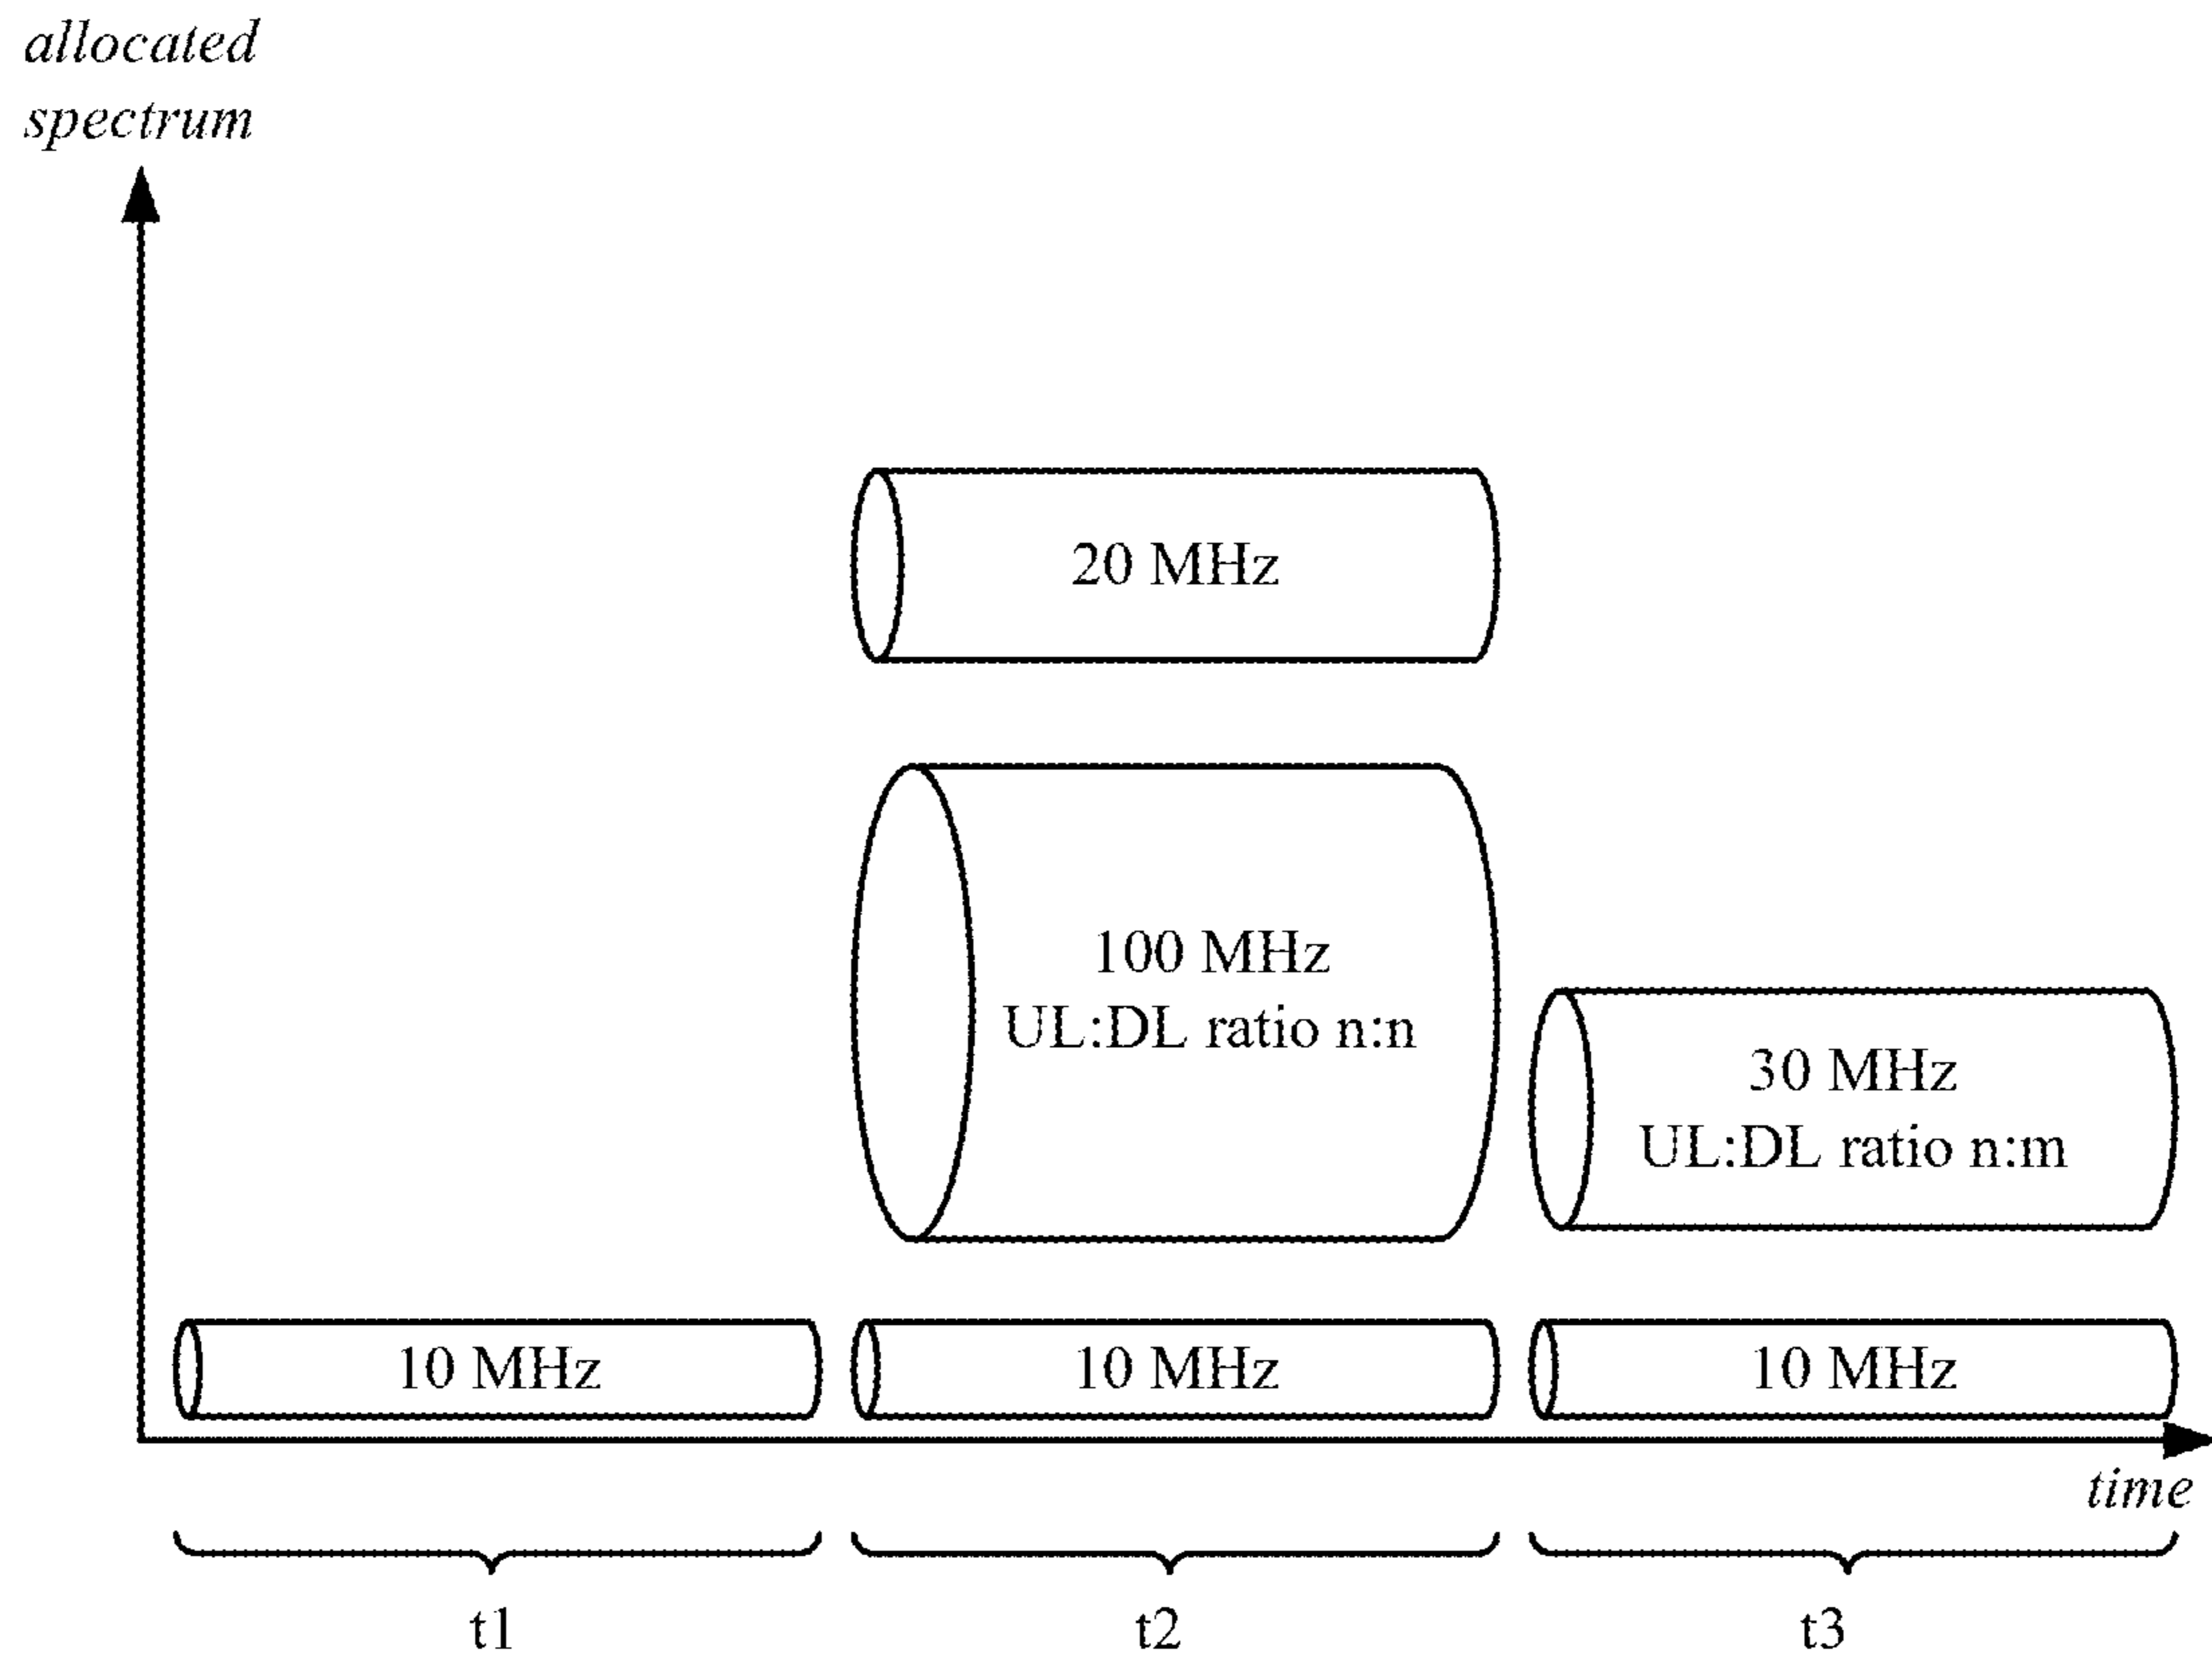 allocated
spectrum
20 MHz
100 MHz
UL:DL ratio n:n
30 MHz
UL:DL ratio n:m
10 MHz
10 MHz
10 MHz
time
t1
t2
t3